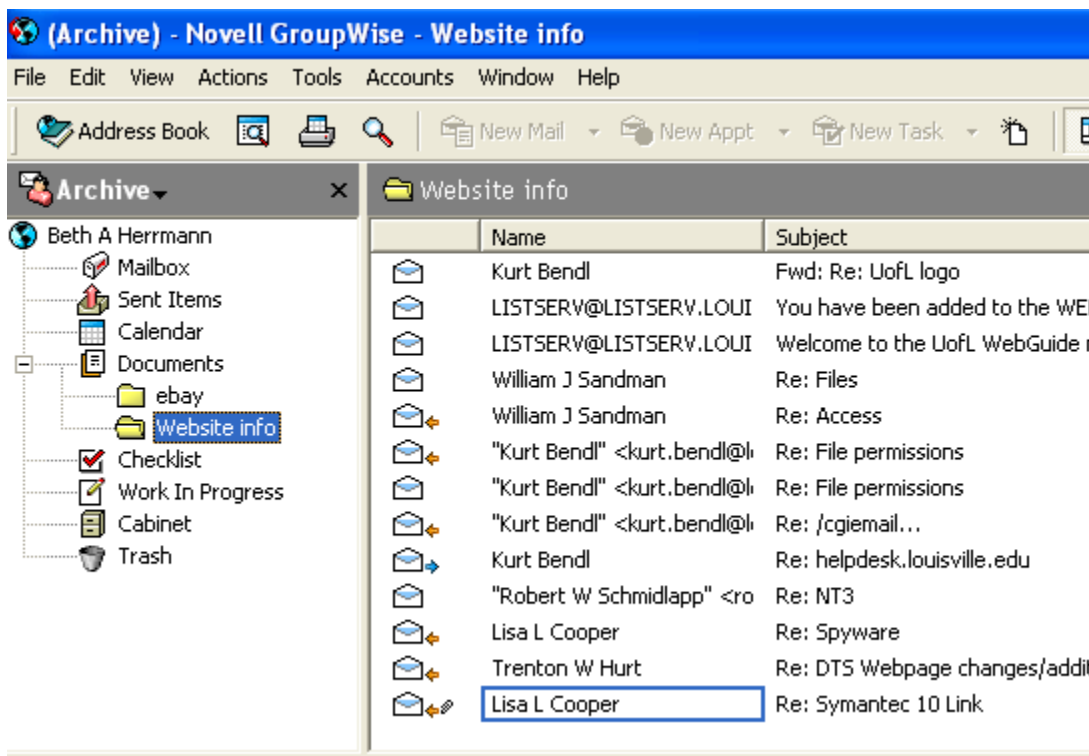 (Archive) - Novell GroupWise - Website info
File Edit View Actions Tools Accounts Window Help
Address Book New Mail New Appt New Task
Archive
Beth A Herrmann
Mailbox
Sent Items
Calendar
Documents
ebay
Website info
Checklist
Work In Progress
Cabinet
Trash
Website info
Name Subject
Kurt Bendl Fwd: Re: UofL logo
LISTSERV@LISTSERV.LOUI You have been added to the WE
LISTSERV@LISTSERV.LOUI Welcome to the UofL WebGuide
William J Sandman Re: Files
William J Sandman Re: Access
"Kurt Bendl" <kurt.bendl@l Re: File permissions
"Kurt Bendl" <kurt.bendl@l Re: File permissions
"Kurt Bendl" <kurt.bendl@l Re: /cgiemail...
Kurt Bendl Re: helpdesk.louisville.edu
"Robert W Schmidlapp" <ro Re: NT3
Lisa L Cooper Re: Spyware
Trenton W Hurt Re: DTS Webpage changes/addit
Lisa L Cooper Re: Symantec 10 Link